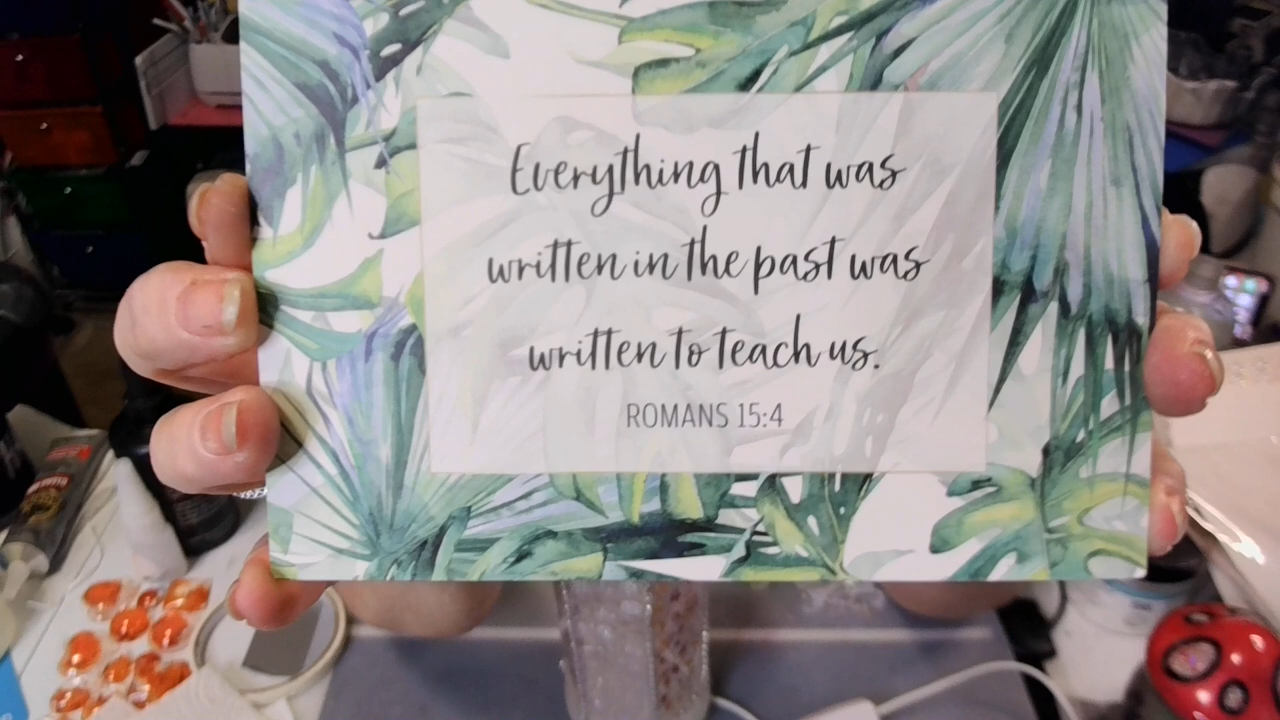 Everything that was
written in the past was
written to teach us.
ROMANS 15:4